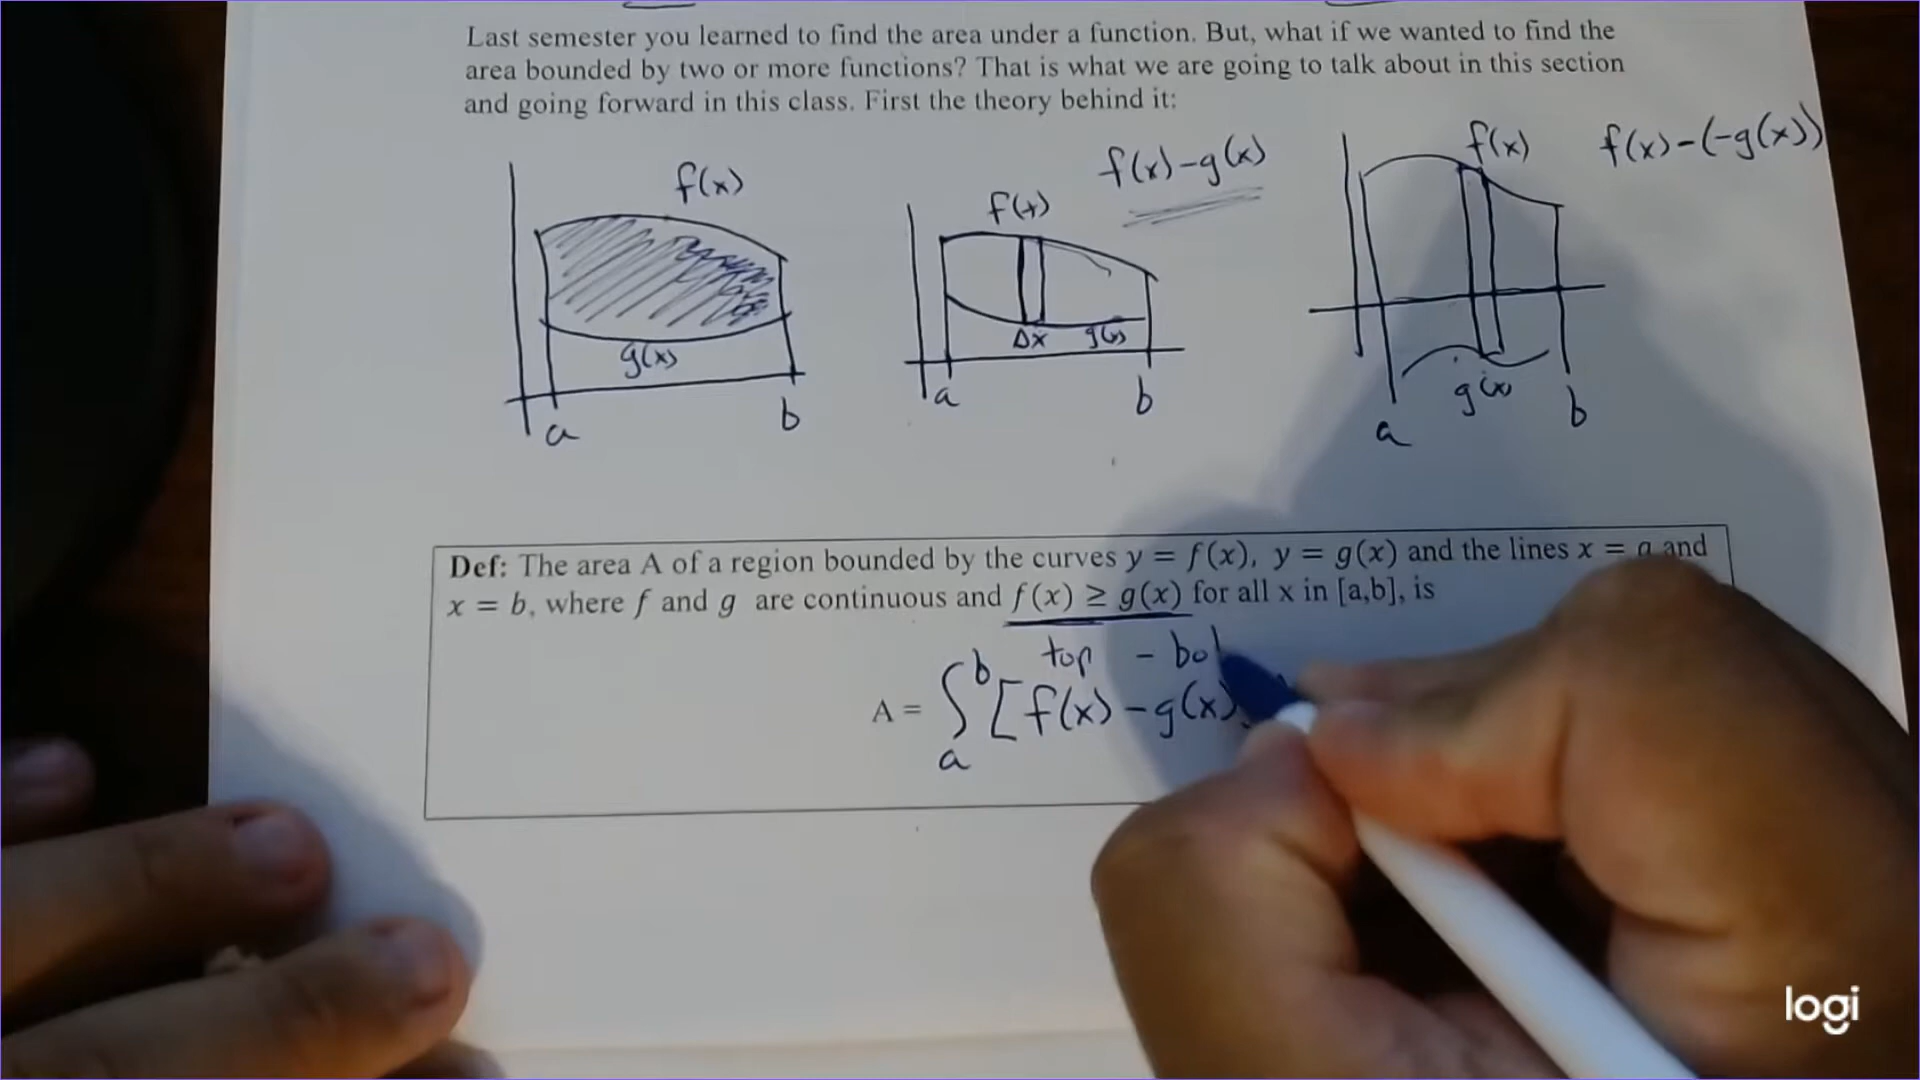 Last semester you learned to find the area under a function. But, what if we wanted to find the
area bounded by two or more functions? That is what we are going to talk about in this section
and going forward in this class. First the theory behind it:
f(x)
g(x)
a
b
f(x)
f(x)-g(x)
Δx
g(x)
a
b
f(x)
f(x)-(-g(x))
g(x)
a
b
Def: The area A of a region bounded by the curves y = f(x), y = g(x) and the lines x = a and
x = b, where f and g are continuous and f(x) ≥ g(x) for all x in [a,b], is
top - bot
A = ∫ₐᵇ [f(x)-g(x)
logi